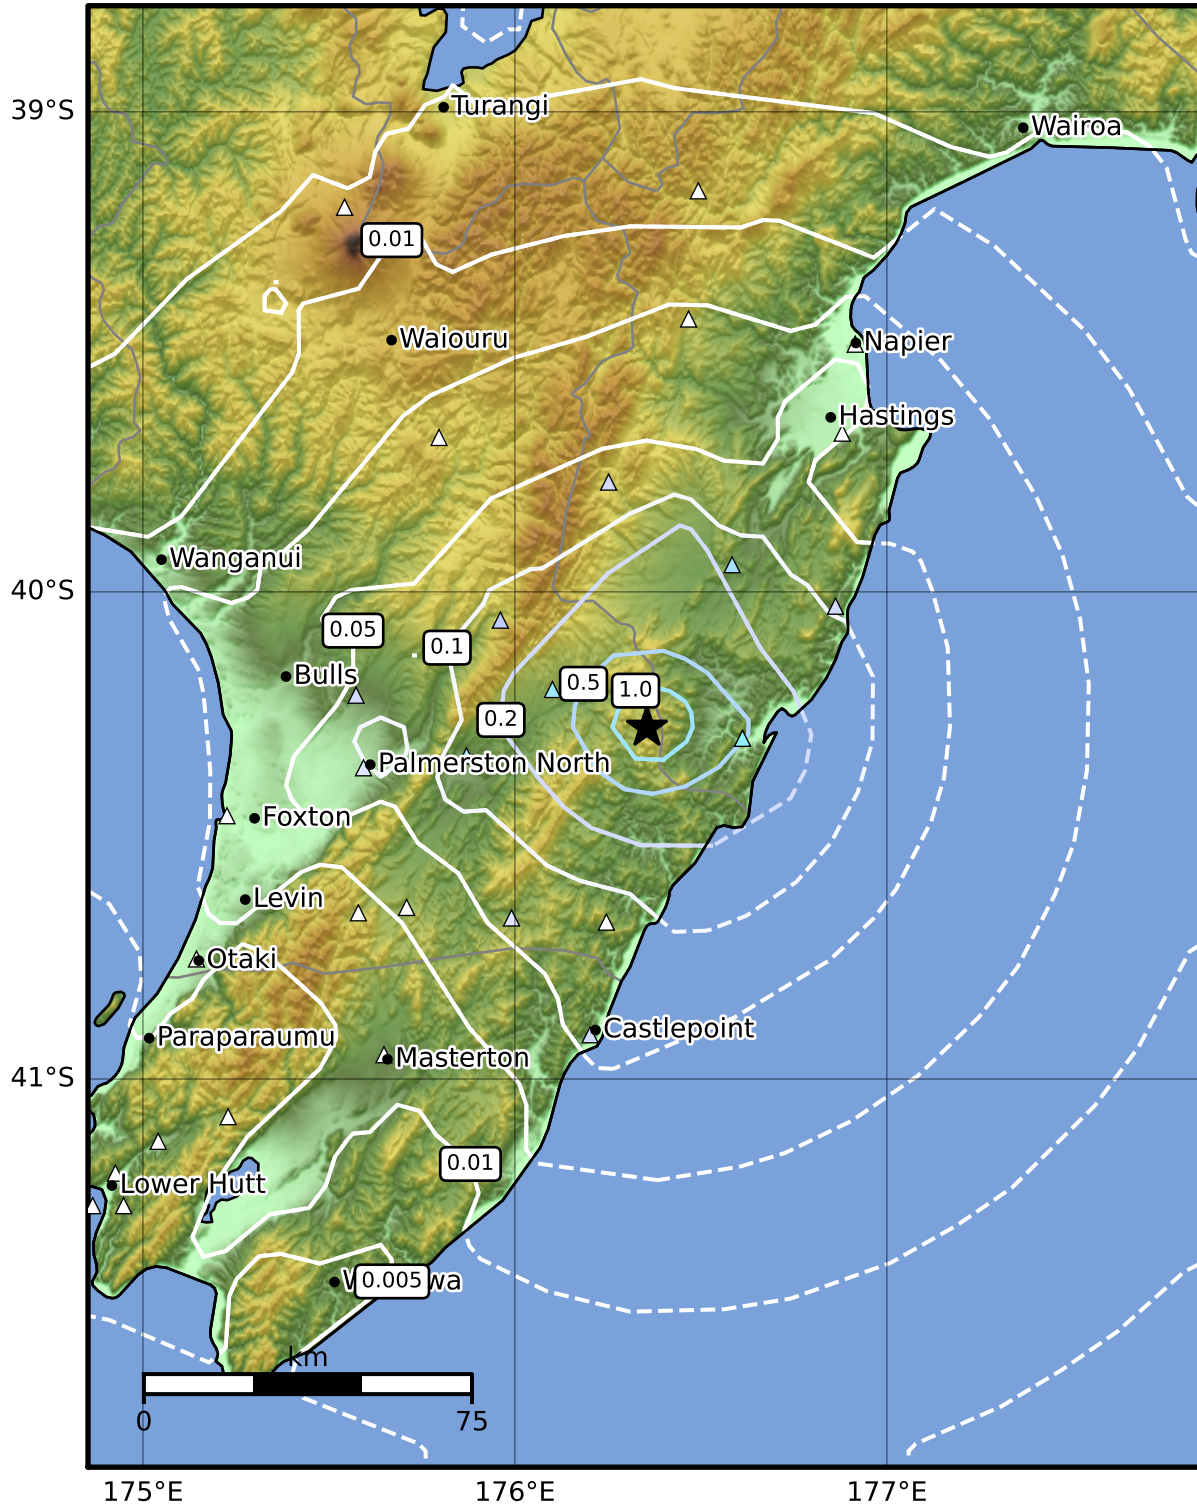 Turangi
39°S
Wairoa
0.01
Waiouru
Napier
Hastings
Wanganui
40°S
0.05
0.1
Bulls
0.5
1.0
0.2
Palmerston North
Foxton
Levin
Otaki
Castlepoint
Paraparaumu
Masterton
41°S
0.01
Lower Hutt
0.005
km
0
75
175°E
176°E
177°E